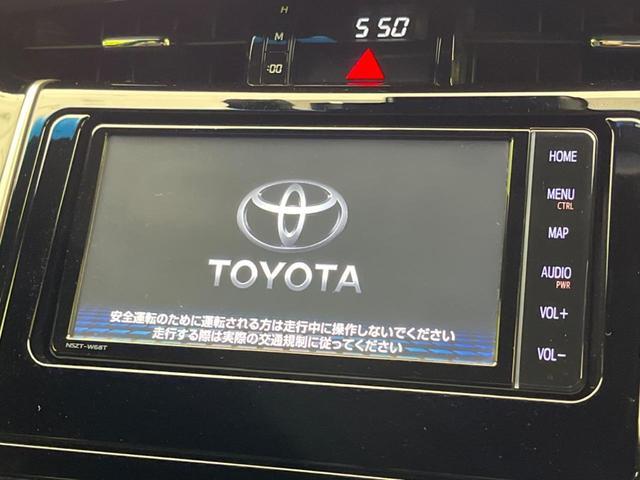 H
5 50
M
:00
HOME
MENU
CTRL
MAP
AUDIO
PWR
VOL+
VOL−
TOYOTA
安全運転のために運転される方は走行中に操作しないでください
走行する際は実際の交通規制に従ってください
NSZT-W68T